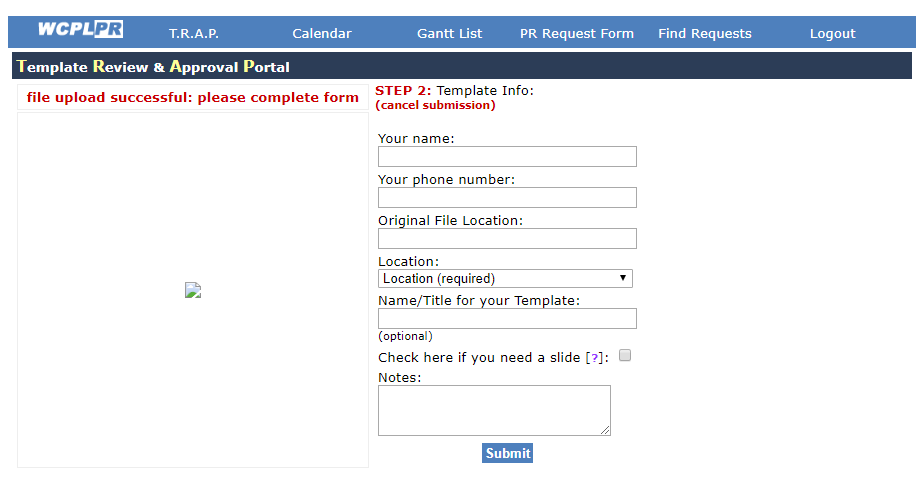 WCPLPR T.R.A.P. Calendar Gantt List PR Request Form Find Requests Logout
Template Review & Approval Portal
file upload successful: please complete form
STEP 2: Template Info:
(cancel submission)
Your name:
Your phone number:
Original File Location:
Location:
Location (required)
Name/Title for your Template:
(optional)
Check here if you need a slide [?]:
Notes:
Submit